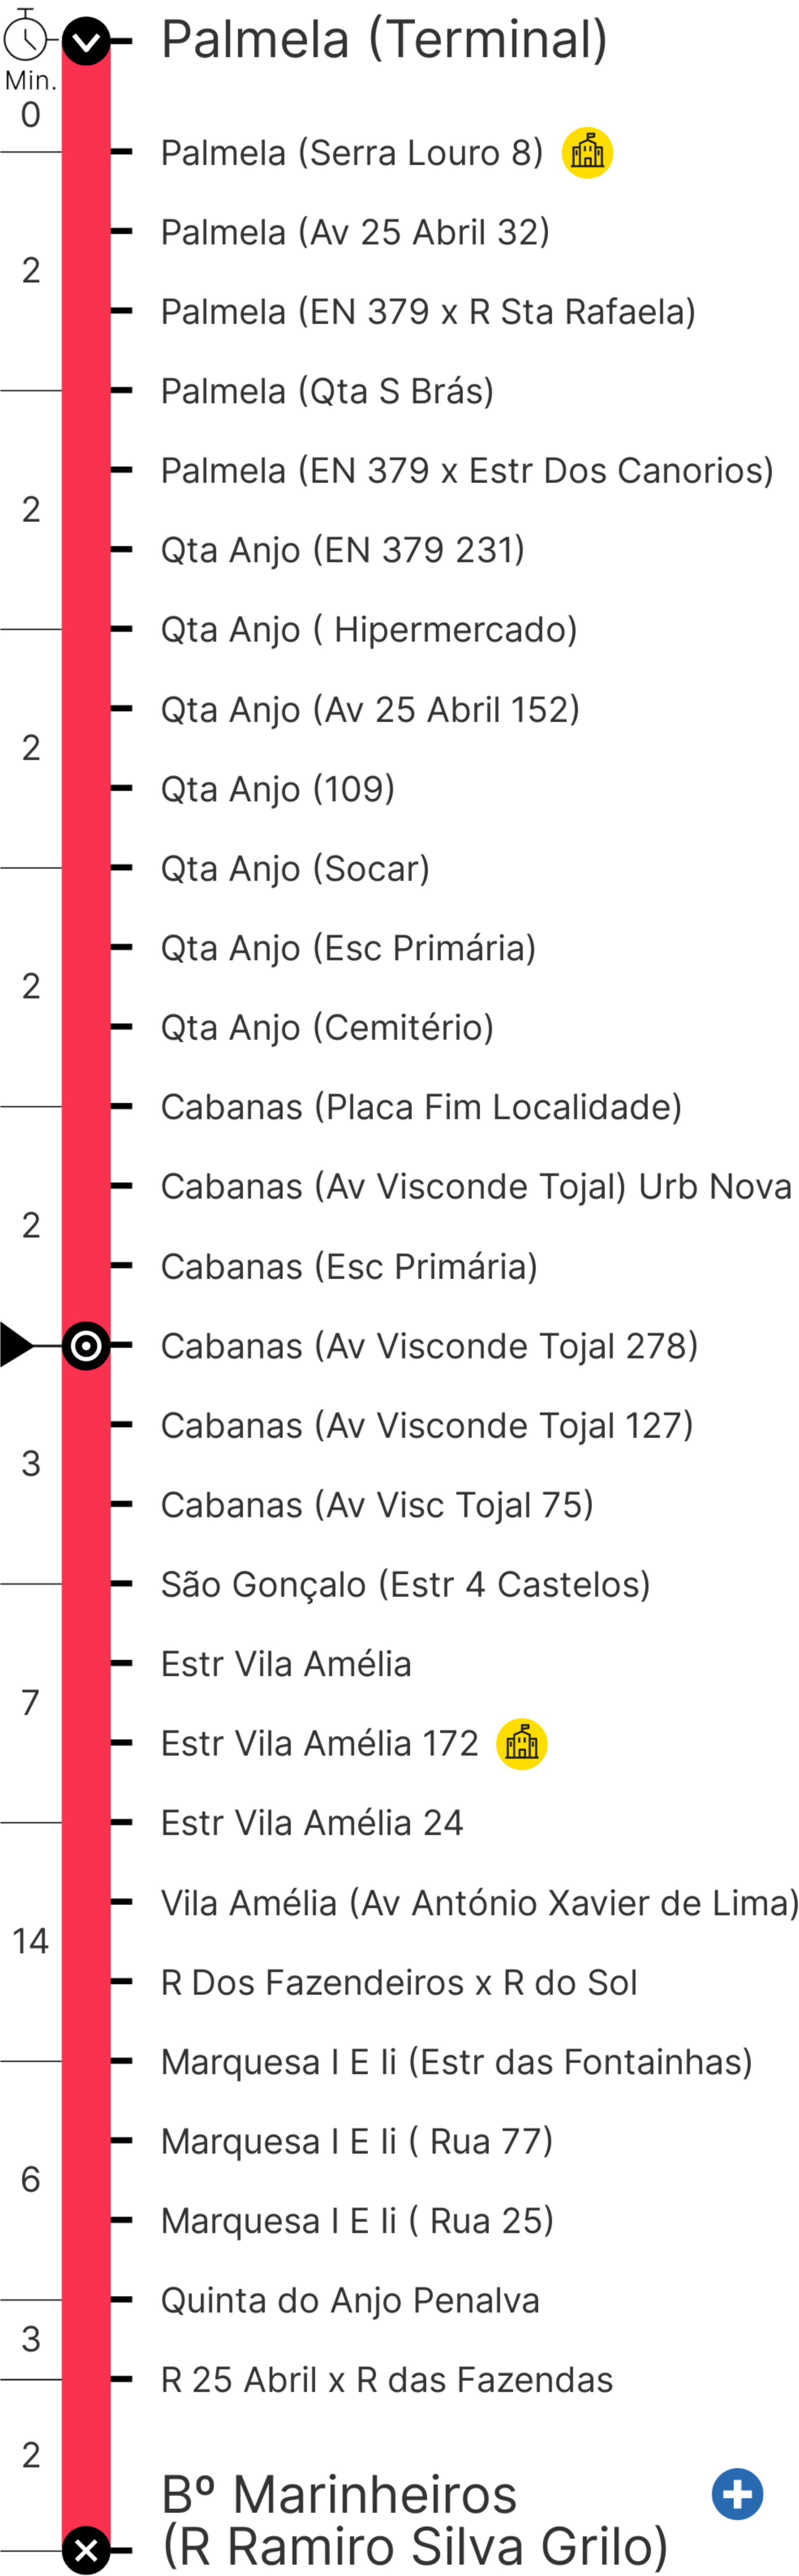 Palmela (Terminal)
Min.
0
Palmela (Serra Louro 8)
Palmela (Av 25 Abril 32)
2
Palmela (EN 379 x R Sta Rafaela)
Palmela (Qta S Brás)
Palmela (EN 379 x Estr Dos Canorios)
2
Qta Anjo (EN 379 231)
Qta Anjo ( Hipermercado)
Qta Anjo (Av 25 Abril 152)
2
Qta Anjo (109)
Qta Anjo (Socar)
Qta Anjo (Esc Primária)
2
Qta Anjo (Cemitério)
Cabanas (Placa Fim Localidade)
Cabanas (Av Visconde Tojal) Urb Nova
2
Cabanas (Esc Primária)
Cabanas (Av Visconde Tojal 278)
Cabanas (Av Visconde Tojal 127)
3
Cabanas (Av Visc Tojal 75)
São Gonçalo (Estr 4 Castelos)
Estr Vila Amélia
7
Estr Vila Amélia 172
Estr Vila Amélia 24
Vila Amélia (Av António Xavier de Lima)
14
R Dos Fazendeiros x R do Sol
Marquesa I E Ii (Estr das Fontainhas)
Marquesa I E Ii ( Rua 77)
6
Marquesa I E Ii ( Rua 25)
Quinta do Anjo Penalva
3
R 25 Abril x R das Fazendas
2
Bº Marinheiros
(R Ramiro Silva Grilo)